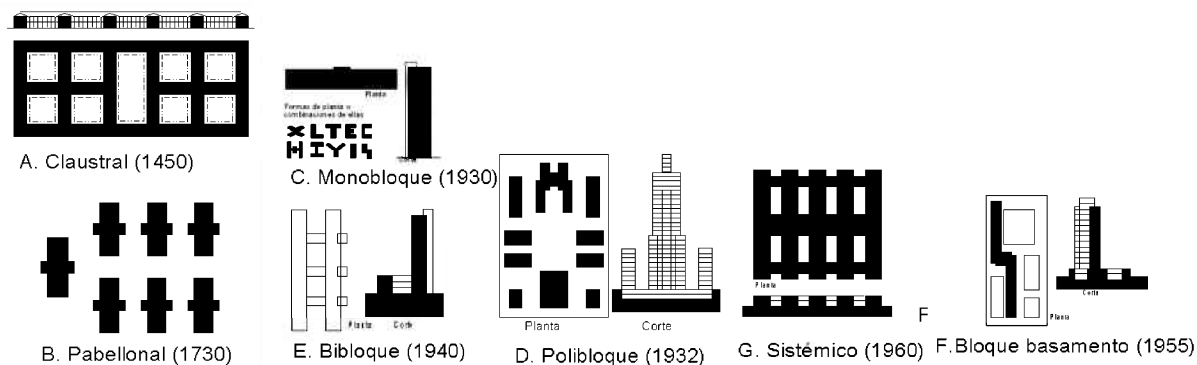 A. Claustral (1450)
B. Pabellonal (1730)
Planta
Formas de planta o
combinaciones de ellas
C. Monobloque (1930)
Planta Corte
E. Bibloque (1940)
Planta Corte
D. Polibloque (1932)
Planta
G. Sistémico (1960)
F
Corte
Planta
F.Bloque basamento (1955)